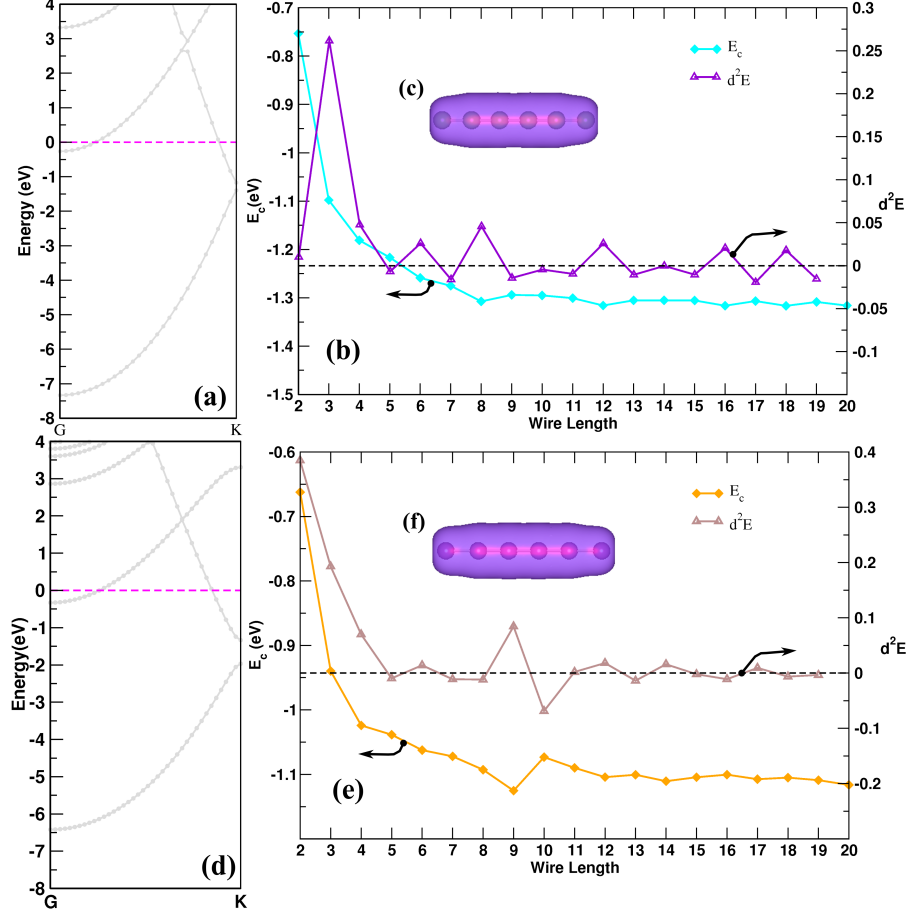 4
3
2
1
0
-1
-2
-3
-4
-5
-6
-7
-8
Energy (eV)
G
K
(a)
-0.7
-0.8
-0.9
-1
-1.1
-1.2
-1.3
-1.4
-1.5
E_c(eV)
(c)
E_c
d²E
0.3
0.25
0.2
0.15
0.1
0.05
0
-0.05
-0.1
d²E
(b)
2 3 4 5 6 7 8 9 10 11 12 13 14 15 16 17 18 19 20
Wire Length
4
3
2
1
0
-1
-2
-3
-4
-5
-6
-7
-8
Energy(eV)
G
K
(d)
-0.6
-0.7
-0.8
-0.9
-1
-1.1
E_c (eV)
(f)
E_c
d²E
0.4
0.3
0.2
0.1
0
-0.1
-0.2
d²E
(e)
2 3 4 5 6 7 8 9 10 11 12 13 14 15 16 17 18 19 20
Wire Length